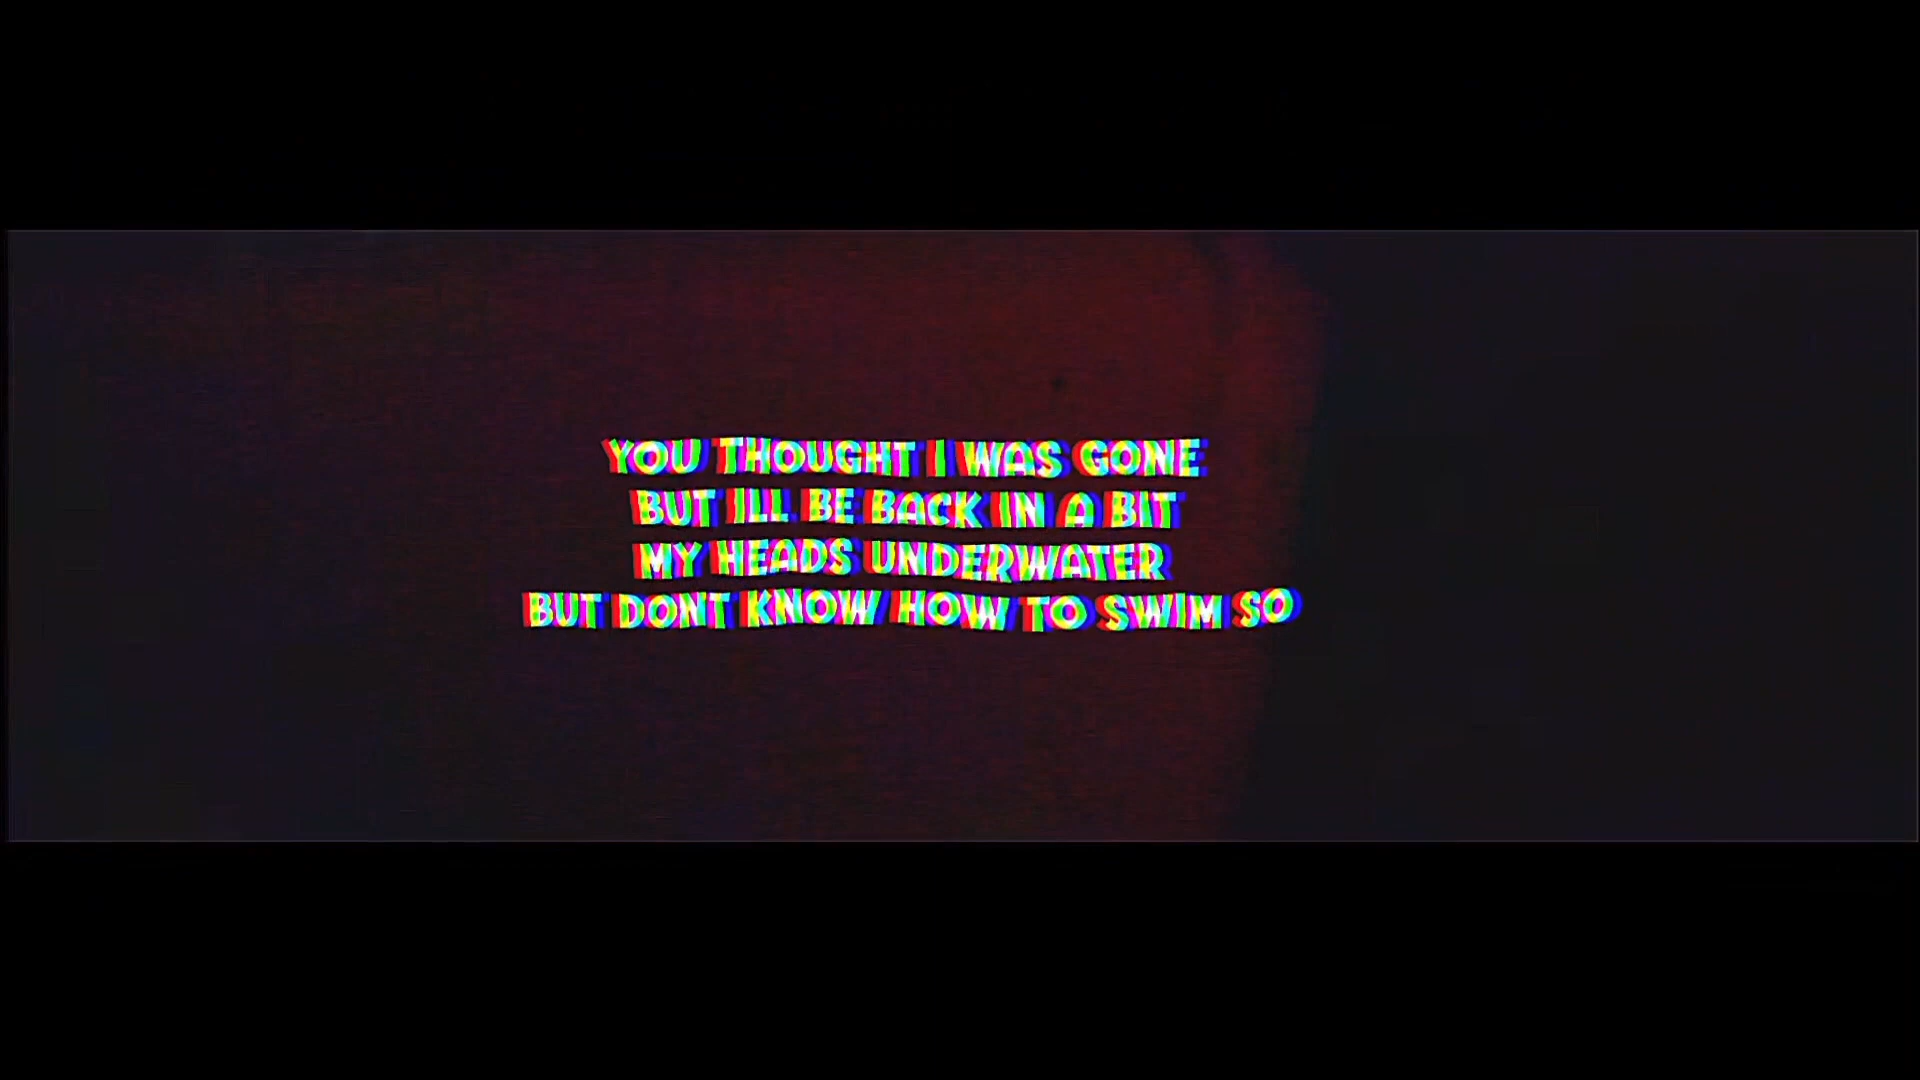 YOU THOUGHT I WAS GONE
BUT ILL BE BACK IN A BIT
MY HEADS UNDERWATER
BUT DONT KNOW HOW TO SWIM SO